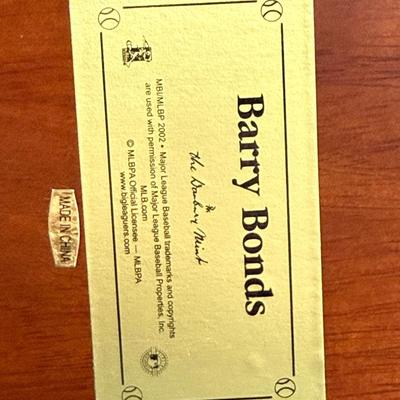 Barry Bonds
The Danbury Mint
MBI/MLBP 2002 • Major League Baseball trademarks and copyrights
are used with permission of Major League Baseball Properties, Inc.
MLB.com
© MLBPA Official Licensee — MLBPA
www.bigleaguers.com
MADE IN CHINA